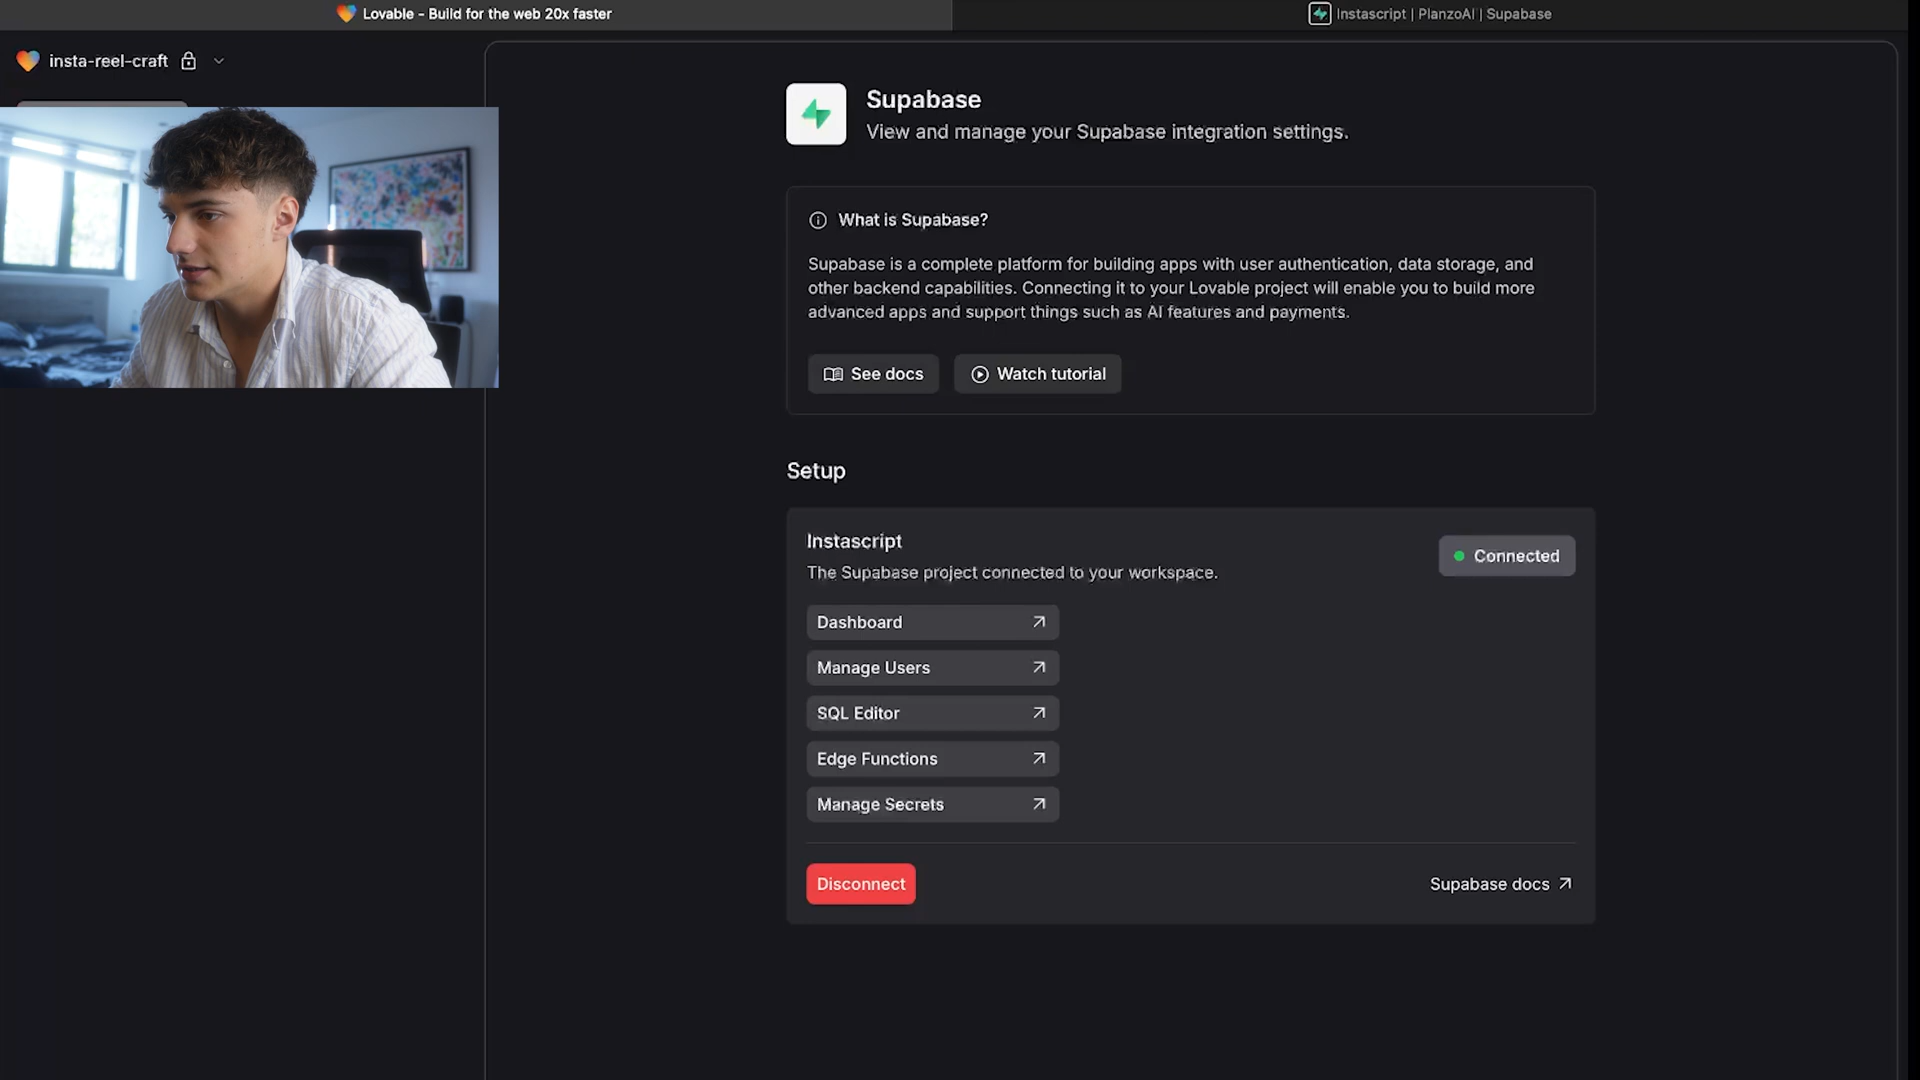 Lovable - Build for the web 20x faster
Instascript | PlanzoAI | Supabase
insta-reel-craft
Supabase
View and manage your Supabase integration settings.
What is Supabase?
Supabase is a complete platform for building apps with user authentication, data storage, and
other backend capabilities. Connecting it to your Lovable project will enable you to build more
advanced apps and support things such as AI features and payments.
See docs
Watch tutorial
Setup
Instascript
Connected
The Supabase project connected to your workspace.
Dashboard
Manage Users
SQL Editor
Edge Functions
Manage Secrets
Disconnect
Supabase docs